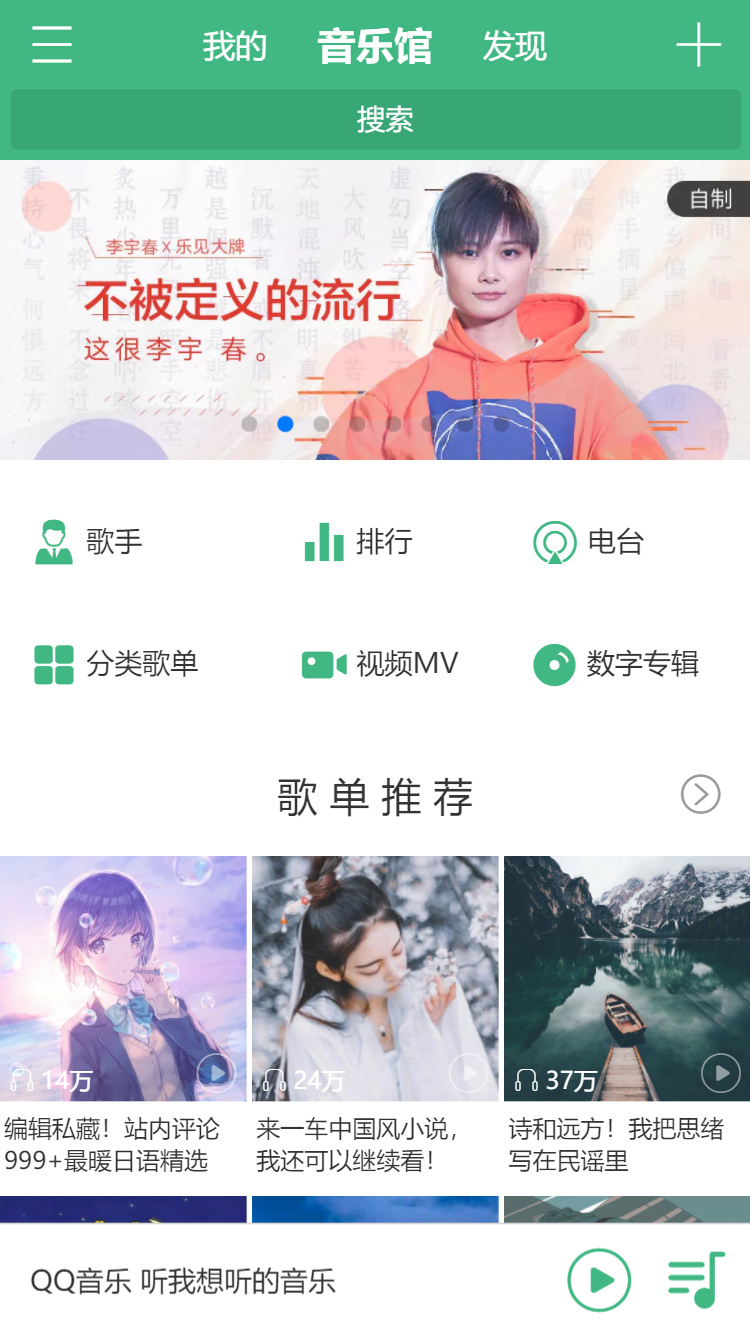 我的 音乐馆 发现
搜索
自制
李宇春X乐见大牌
不被定义的流行
这很李宇 春。
歌手 排行 电台
分类歌单 视频MV 数字专辑
歌单推荐
14万 24万 37万
编辑私藏！站内评论
999+最暖日语精选
来一车中国风小说，
我还可以继续看！
诗和远方！我把思绪
写在民谣里
QQ音乐 听我想听的音乐